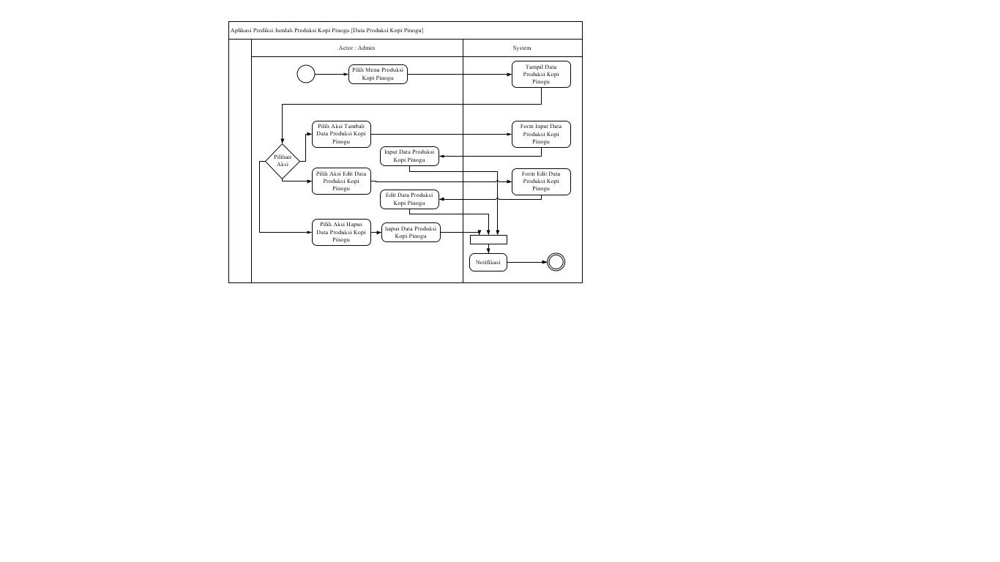 Aplikasi Prediksi Jumlah Produksi Kopi Pinogu [Data Produksi Kopi Pinogu]
Actor : Admin
System
Pilih Menu Produksi
Kopi Pinogu
Tampil Data
Produksi Kopi
Pinogu
Pilihan
Aksi
Pilih Aksi Tambah
Data Produksi Kopi
Pinogu
Form Input Data
Produksi Kopi
Pinogu
Input Data Produksi
Kopi Pinogu
Pilih Aksi Edit Data
Produksi Kopi
Pinogu
Form Edit Data
Produksi Kopi
Pinogu
Edit Data Produksi
Kopi Pinogu
Pilih Aksi Hapus
Data Produksi Kopi
Pinogu
hapus Data Produksi
Kopi Pinogu
Notifikasi